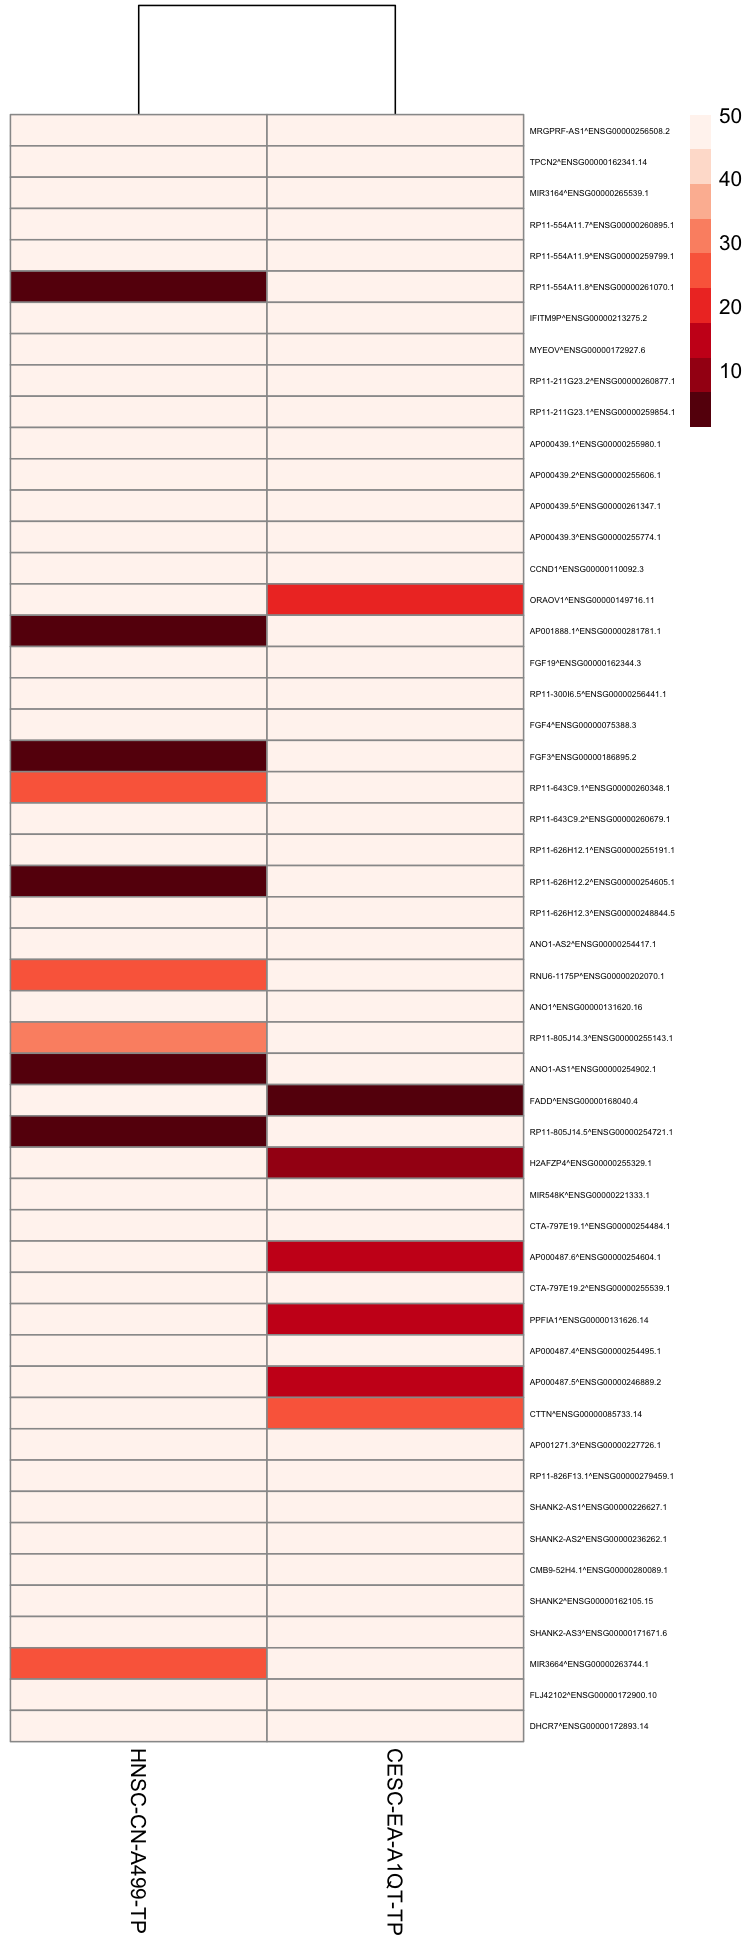 MRGPRF-AS1^ENSG00000256508.2
TPCN2^ENSG00000162341.14
MIR3164^ENSG00000265539.1
RP11-554A11.7^ENSG00000260895.1
RP11-554A11.9^ENSG00000259799.1
RP11-554A11.8^ENSG00000261070.1
IFITM9P^ENSG00000213275.2
MYEOV^ENSG00000172927.6
RP11-211G23.2^ENSG00000260877.1
RP11-211G23.1^ENSG00000259854.1
AP000439.1^ENSG00000255980.1
AP000439.2^ENSG00000255606.1
AP000439.5^ENSG00000261347.1
AP000439.3^ENSG00000255774.1
CCND1^ENSG00000110092.3
ORAOV1^ENSG00000149716.11
AP001888.1^ENSG00000281781.1
FGF19^ENSG00000162344.3
RP11-300I6.5^ENSG00000256441.1
FGF4^ENSG00000075388.3
FGF3^ENSG00000186895.2
RP11-643C9.1^ENSG00000260348.1
RP11-643C9.2^ENSG00000260679.1
RP11-626H12.1^ENSG00000255191.1
RP11-626H12.2^ENSG00000254605.1
RP11-626H12.3^ENSG00000248844.5
ANO1-AS2^ENSG00000254417.1
RNU6-1175P^ENSG00000202070.1
ANO1^ENSG00000131620.16
RP11-805J14.3^ENSG00000255143.1
ANO1-AS1^ENSG00000254902.1
FADD^ENSG00000168040.4
RP11-805J14.5^ENSG00000254721.1
H2AFZP4^ENSG00000255329.1
MIR548K^ENSG00000221333.1
CTA-797E19.1^ENSG00000254484.1
AP000487.6^ENSG00000254604.1
CTA-797E19.2^ENSG00000255539.1
PPFIA1^ENSG00000131626.14
AP000487.4^ENSG00000254495.1
AP000487.5^ENSG00000246889.2
CTTN^ENSG00000085733.14
AP001271.3^ENSG00000227726.1
RP11-826F13.1^ENSG00000279459.1
SHANK2-AS1^ENSG00000226627.1
SHANK2-AS2^ENSG00000236262.1
CMB9-52H4.1^ENSG00000280089.1
SHANK2^ENSG00000162105.15
SHANK2-AS3^ENSG00000171671.6
MIR3664^ENSG00000263744.1
FLJ42102^ENSG00000172900.10
DHCR7^ENSG00000172893.14
50
40
30
20
10
HNSC-CN-A499-TP
CESC-EA-A1QT-TP